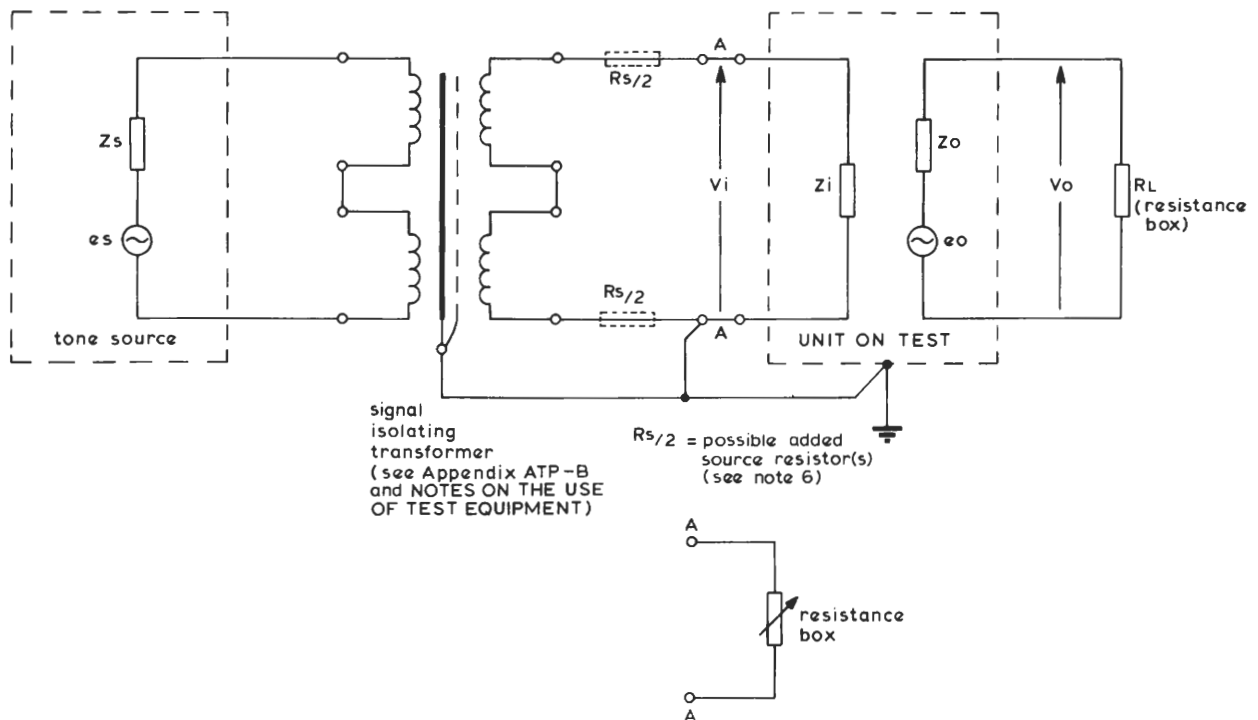 A
Rs/2
Zs
Vi
Zi
Zo
Vo
RL
(resistance
box)
es
eo
Rs/2
A
tone source
UNIT ON TEST
signal
isolating
transformer
(see Appendix ATP-B
and NOTES ON THE USE
OF TEST EQUIPMENT)
Rs/2 = possible added
source resistor(s)
(see note 6)
A
resistance
box
A